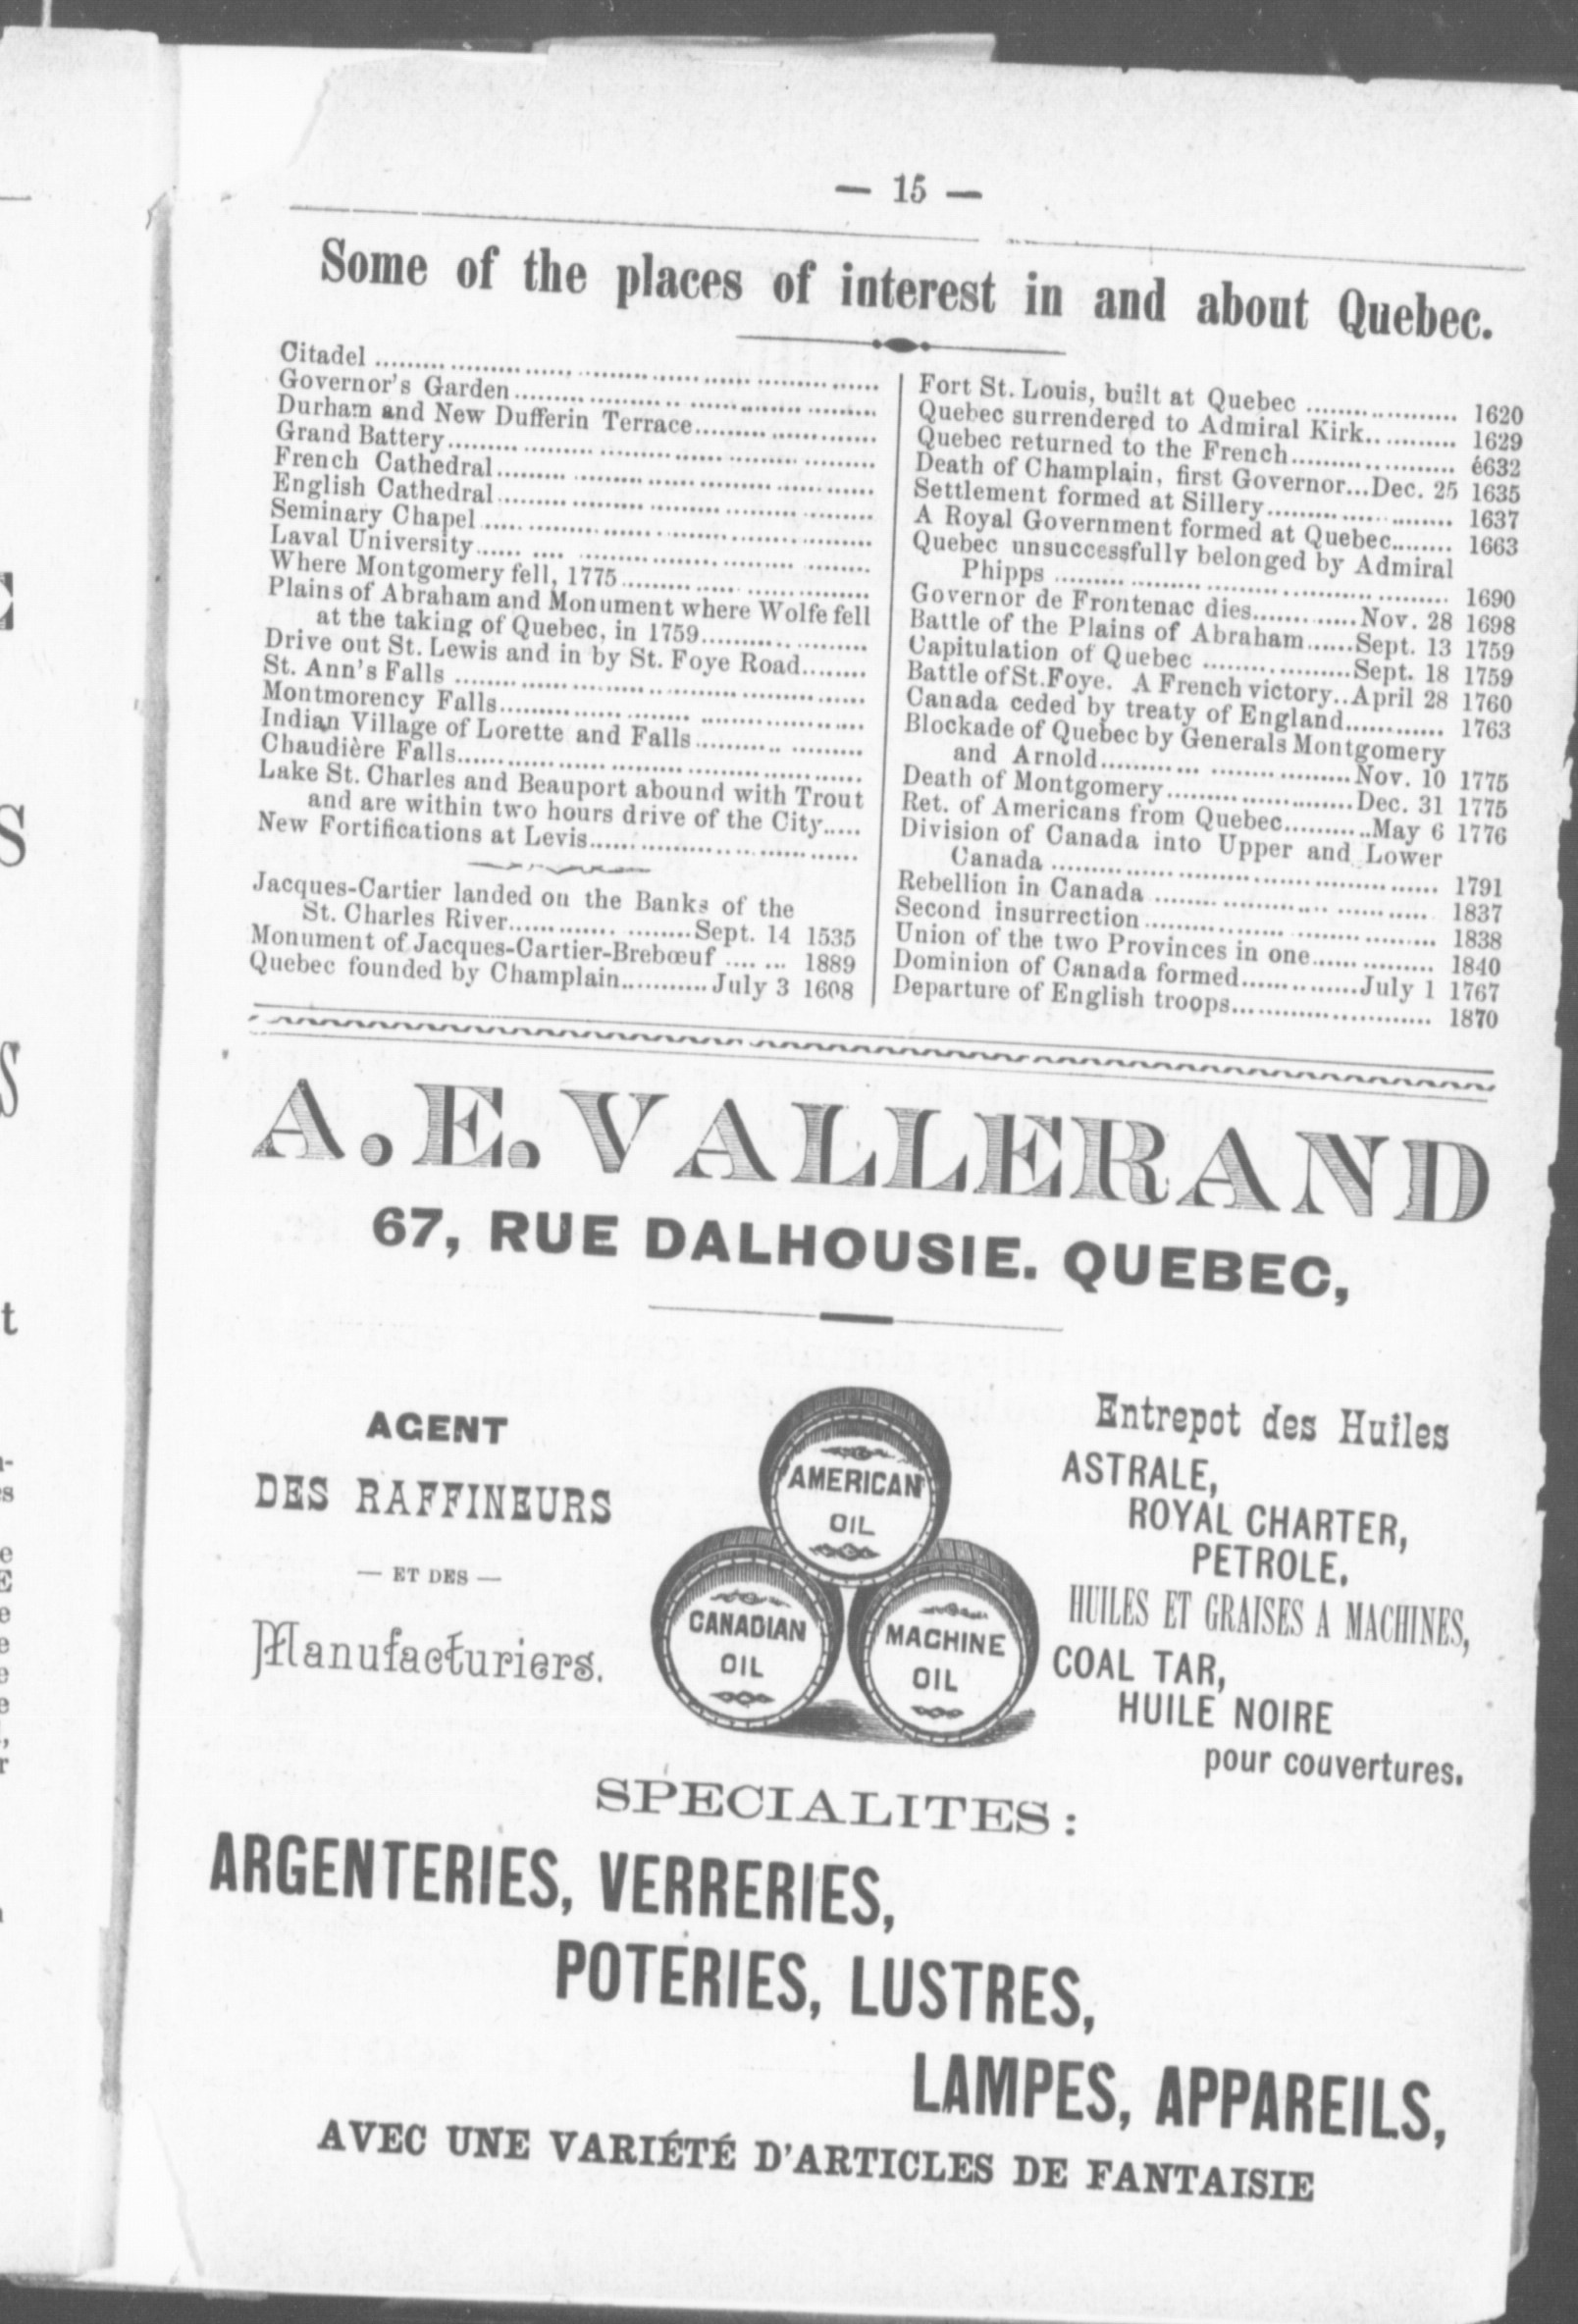 — 15 —
Some of the places of interest in and about Quebec.
Citadel
Governor's Garden
Durham and New Dufferin Terrace
Grand Battery
French Cathedral
English Cathedral
Seminary Chapel
Laval University
Where Montgomery fell, 1775
Plains of Abraham and Monument where Wolfe fell
at the taking of Quebec, in 1759
Drive out St. Lewis and in by St. Foye Road
St. Ann's Falls
Montmorency Falls
Indian Village of Lorette and Falls
Chaudière Falls
Lake St. Charles and Beauport abound with Trout
and are within two hours drive of the City
New Fortifications at Levis
Jacques-Cartier landed on the Banks of the
St. Charles River........Sept. 14 1535
Monument of Jacques-Cartier-Brebœuf ....... 1889
Quebec founded by Champlain...........July 3 1608
Fort St. Louis, built at Quebec ........ 1620
Quebec surrendered to Admiral Kirk........ 1629
Quebec returned to the French........ é632
Death of Champlain, first Governor...Dec. 25 1635
Settlement formed at Sillery........ 1637
A Royal Government formed at Quebec........ 1663
Quebec unsuccessfully belonged by Admiral
Phipps ........ 1690
Governor de Frontenac dies........Nov. 28 1698
Battle of the Plains of Abraham......Sept. 13 1759
Capitulation of Quebec ........Sept. 18 1759
Battle of St. Foye. A French victory..April 28 1760
Canada ceded by treaty of England........ 1763
Blockade of Quebec by Generals Montgomery
and Arnold........Nov. 10 1775
Death of Montgomery........Dec. 31 1775
Ret. of Americans from Quebec........May 6 1776
Division of Canada into Upper and Lower
Canada ........ 1791
Rebellion in Canada ........ 1837
Second insurrection ........ 1838
Union of the two Provinces in one........ 1840
Dominion of Canada formed........July 1 1767
Departure of English troops........ 1870
A. E. VALLERAND
67, RUE DALHOUSIE. QUEBEC,
AGENT
DES RAFFINEURS
— ET DES —
Manufacturiers.
AMERICAN
OIL
CANADIAN
OIL
MACHINE
OIL
Entrepot des Huiles
ASTRALE,
ROYAL CHARTER,
PETROLE.
HUILES ET GRAISES A MACHINES,
COAL TAR,
HUILE NOIRE
pour couvertures.
SPECIALITES :
ARGENTERIES, VERRERIES,
POTERIES, LUSTRES,
LAMPES, APPAREILS,
AVEC UNE VARIÉTÉ D'ARTICLES DE FANTAISIE